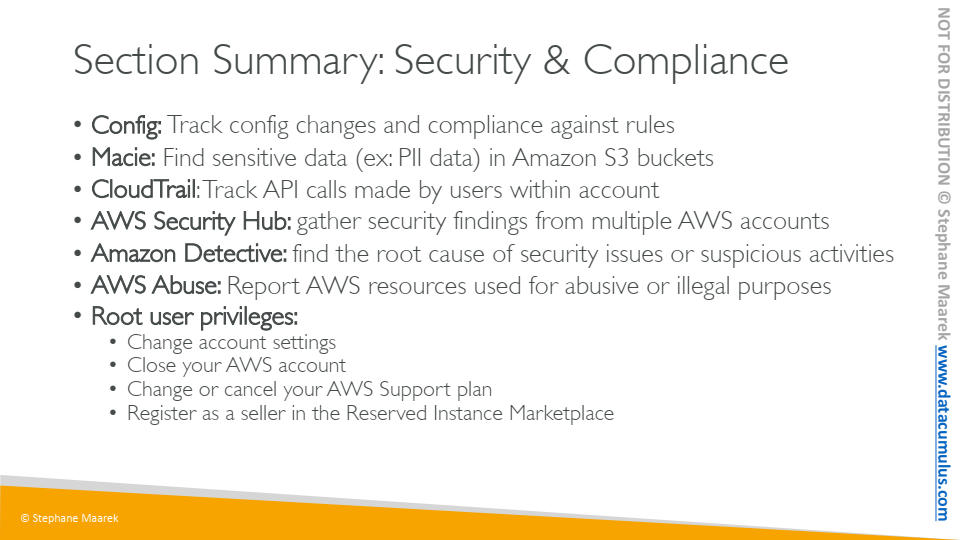 Section Summary: Security & Compliance
• Config: Track config changes and compliance against rules
• Macie: Find sensitive data (ex: PII data) in Amazon S3 buckets
• CloudTrail: Track API calls made by users within account
• AWS Security Hub: gather security findings from multiple AWS accounts
• Amazon Detective: find the root cause of security issues or suspicious activities
• AWS Abuse: Report AWS resources used for abusive or illegal purposes
• Root user privileges:
• Change account settings
• Close your AWS account
• Change or cancel your AWS Support plan
• Register as a seller in the Reserved Instance Marketplace
© Stephane Maarek
NOT FOR DISTRIBUTION © Stephane Maarek www.datacumulus.com